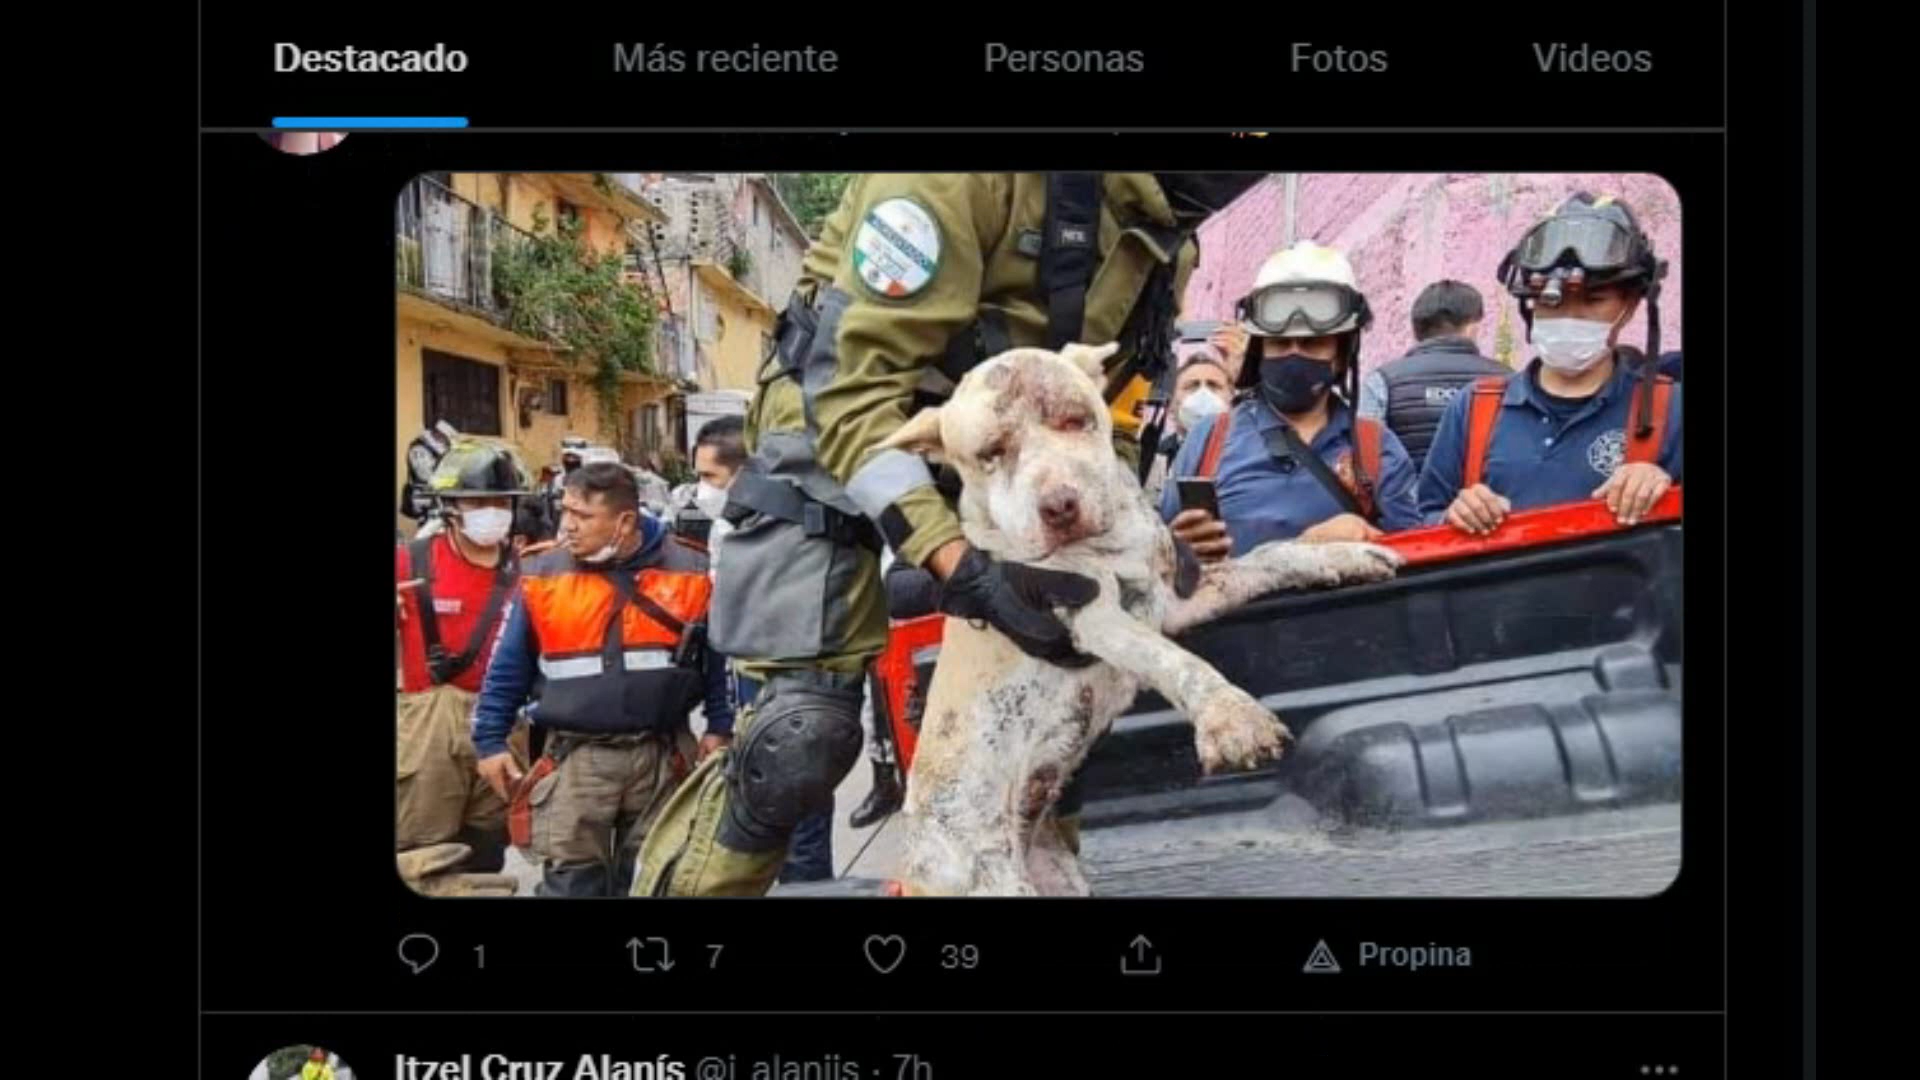 Destacado Más reciente Personas Fotos Videos
1 7 39 Propina
Itzel Cruz Alanís @i_alaniis · 7h